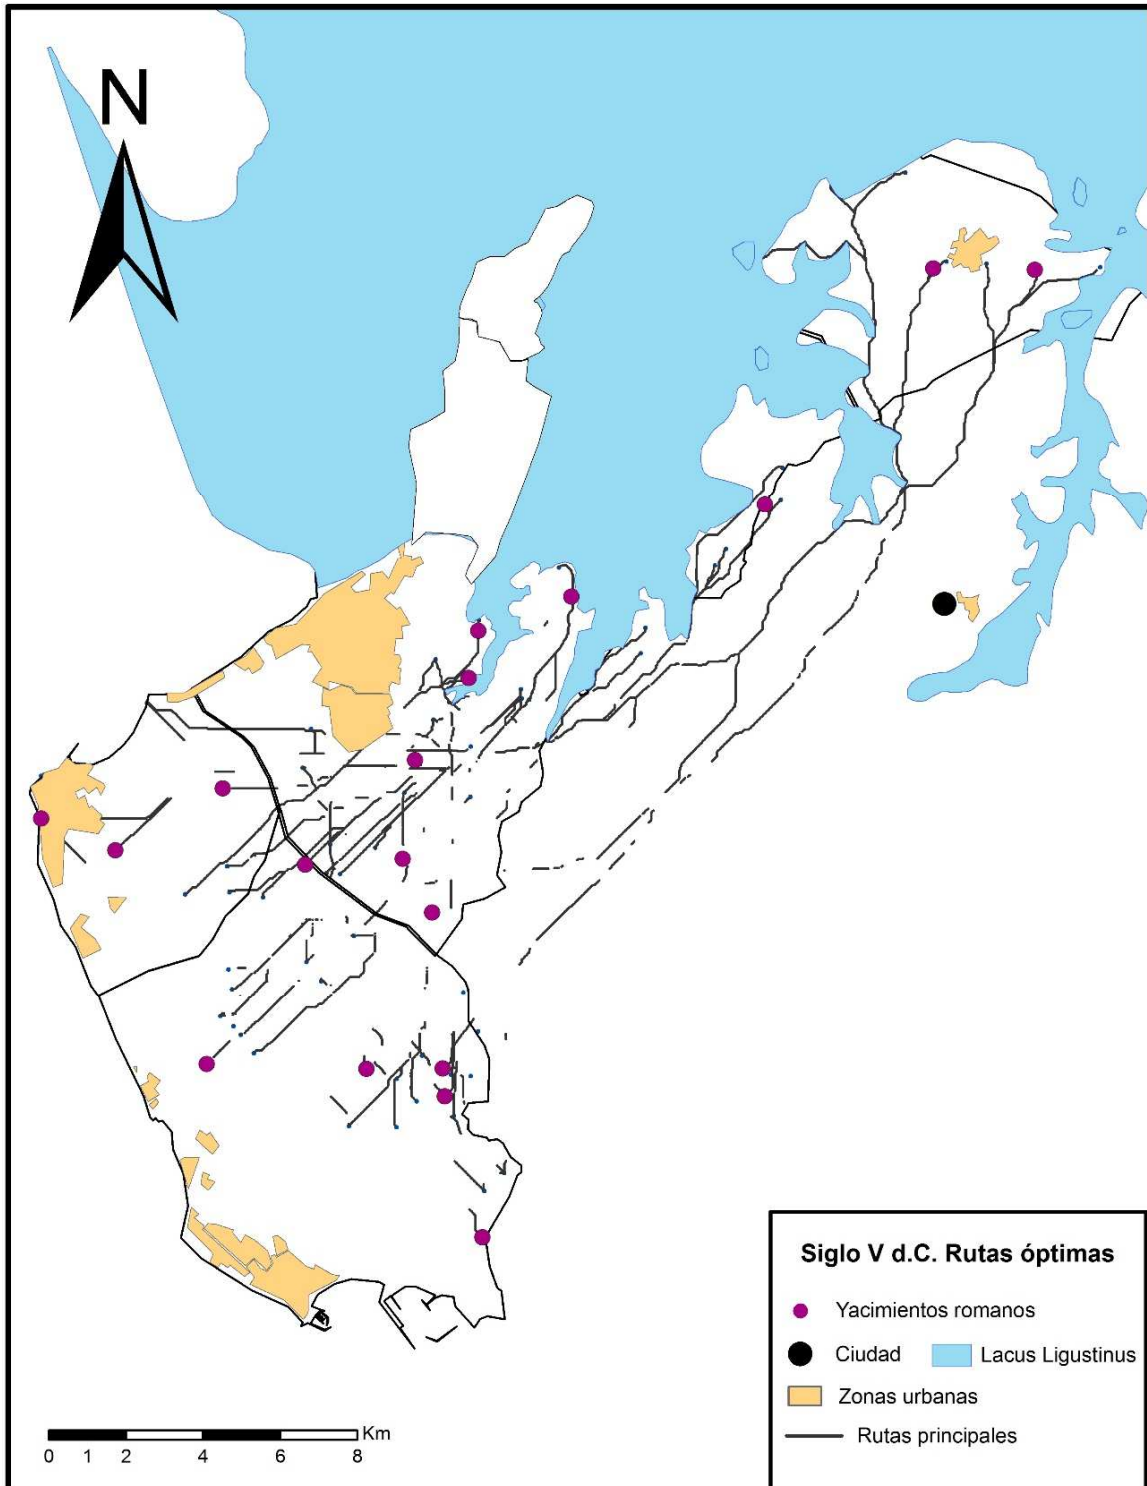 N
Siglo V d.C. Rutas óptimas
Yacimientos romanos
Ciudad
Lacus Ligustinus
Zonas urbanas
Rutas principales
Km
0 1 2 4 6 8